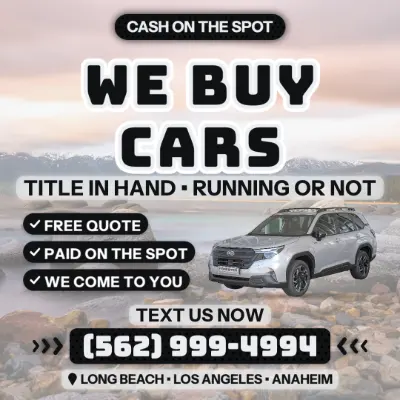 CASH ON THE SPOT
WE BUY
CARS
TITLE IN HAND ▪ RUNNING OR NOT
✓ FREE QUOTE
✓ PAID ON THE SPOT
✓ WE COME TO YOU
TEXT US NOW
››› (562) 999-4994 ‹‹‹
LONG BEACH ▪ LOS ANGELES ▪ ANAHEIM